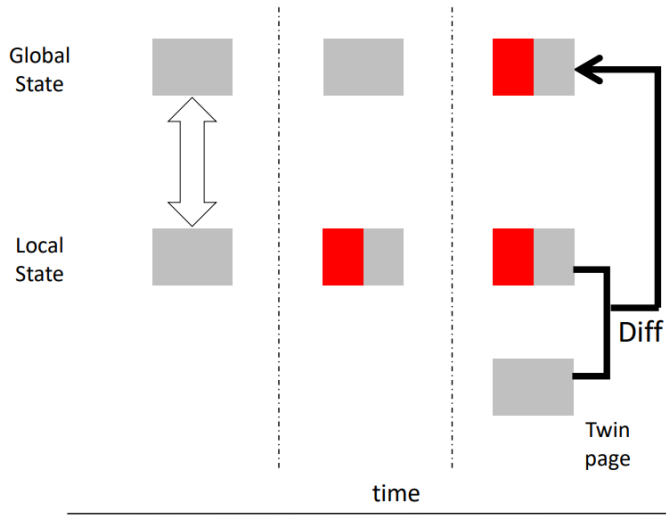 Global
State
Local
State
Diff
Twin
page
time